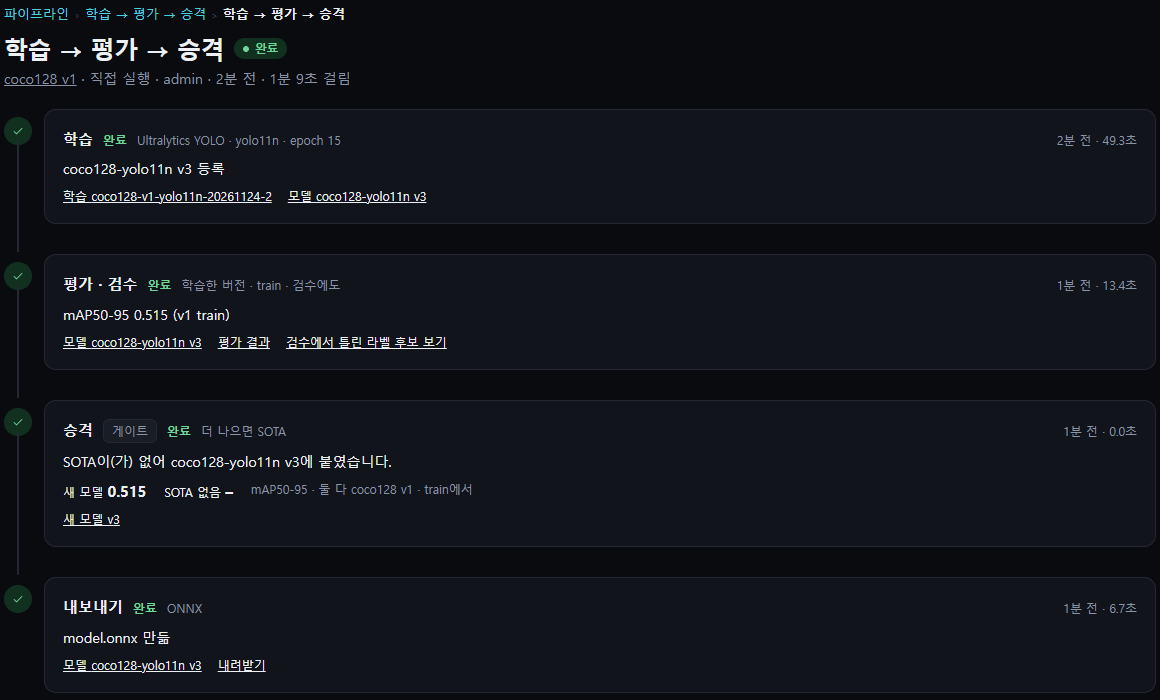 파이프라인 › 학습 → 평가 → 승격 › 학습 → 평가 → 승격
학습 → 평가 → 승격 완료
coco128 v1 · 직접 실행 · admin · 2분 전 · 1분 9초 걸림
학습 완료 Ultralytics YOLO · yolo11n · epoch 15 2분 전 · 49.3초
coco128-yolo11n v3 등록
학습 coco128-v1-yolo11n-20261124-2 모델 coco128-yolo11n v3
평가 · 검수 완료 학습한 버전 · train · 검수에도 1분 전 · 13.4초
mAP50-95 0.515 (v1 train)
모델 coco128-yolo11n v3 평가 결과 검수에서 틀린 라벨 후보 보기
승격 게이트 완료 더 나으면 SOTA 1분 전 · 0.0초
SOTA이(가) 없어 coco128-yolo11n v3에 붙였습니다.
새 모델 0.515 SOTA 없음 – mAP50-95 · 둘 다 coco128 v1 · train에서
새 모델 v3
내보내기 완료 ONNX 1분 전 · 6.7초
model.onnx 만듦
모델 coco128-yolo11n v3 내려받기